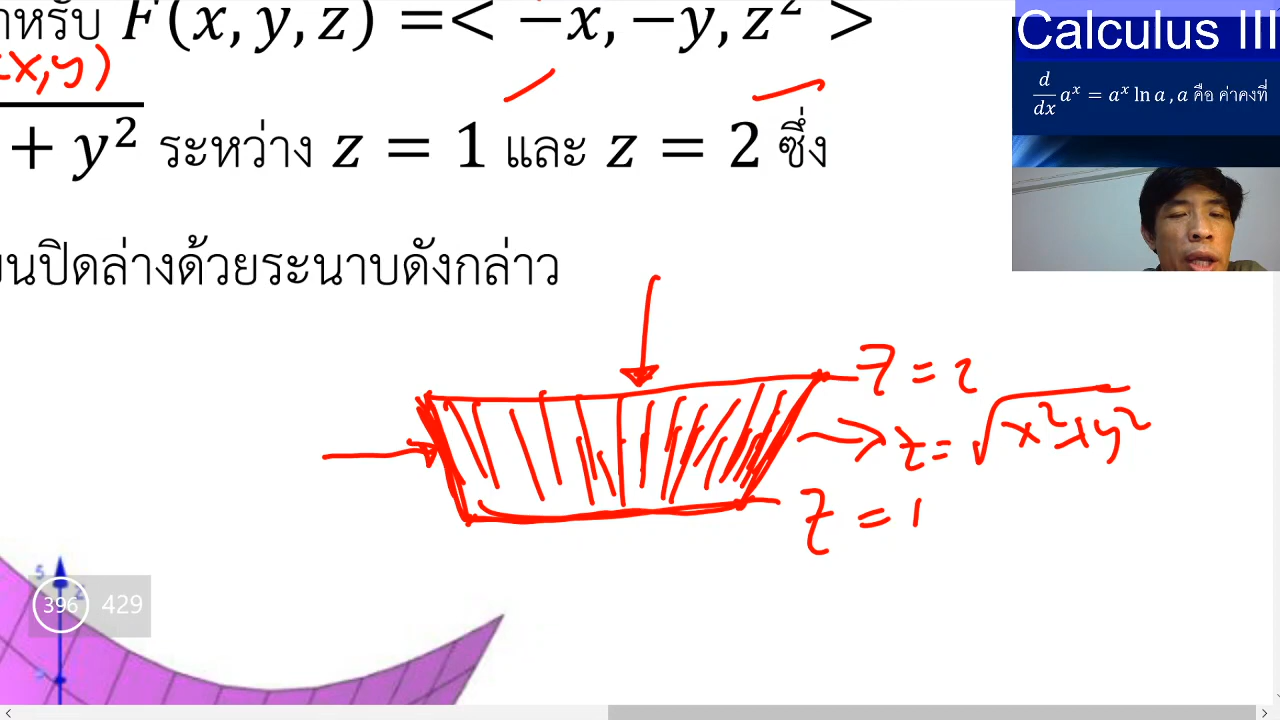 าหรับ F(x, y, z) =< −x, −y, z² >
x,y)
+ y² ระหว่าง z = 1 และ z = 2 ซึ่ง
นปิดล่างด้วยระนาบดังกล่าว
Calculus III
d/dx aˣ = aˣ ln a , a คือ ค่าคงที่
z = 2
z = √x²+y²
z = 1
5
396 429